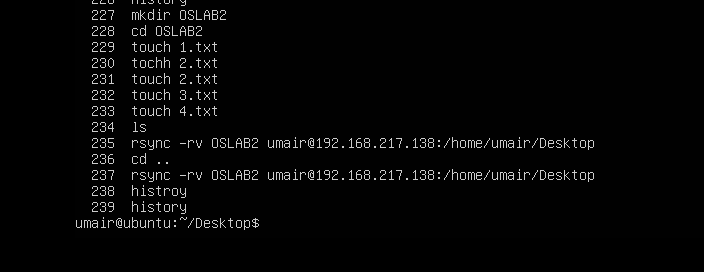 226 history
227 mkdir OSLAB2
228 cd OSLAB2
229 touch 1.txt
230 tochh 2.txt
231 touch 2.txt
232 touch 3.txt
233 touch 4.txt
234 ls
235 rsync -rv OSLAB2 umair@192.168.217.138:/home/umair/Desktop
236 cd ..
237 rsync -rv OSLAB2 umair@192.168.217.138:/home/umair/Desktop
238 histroy
239 history
umair@ubuntu:~/Desktop$